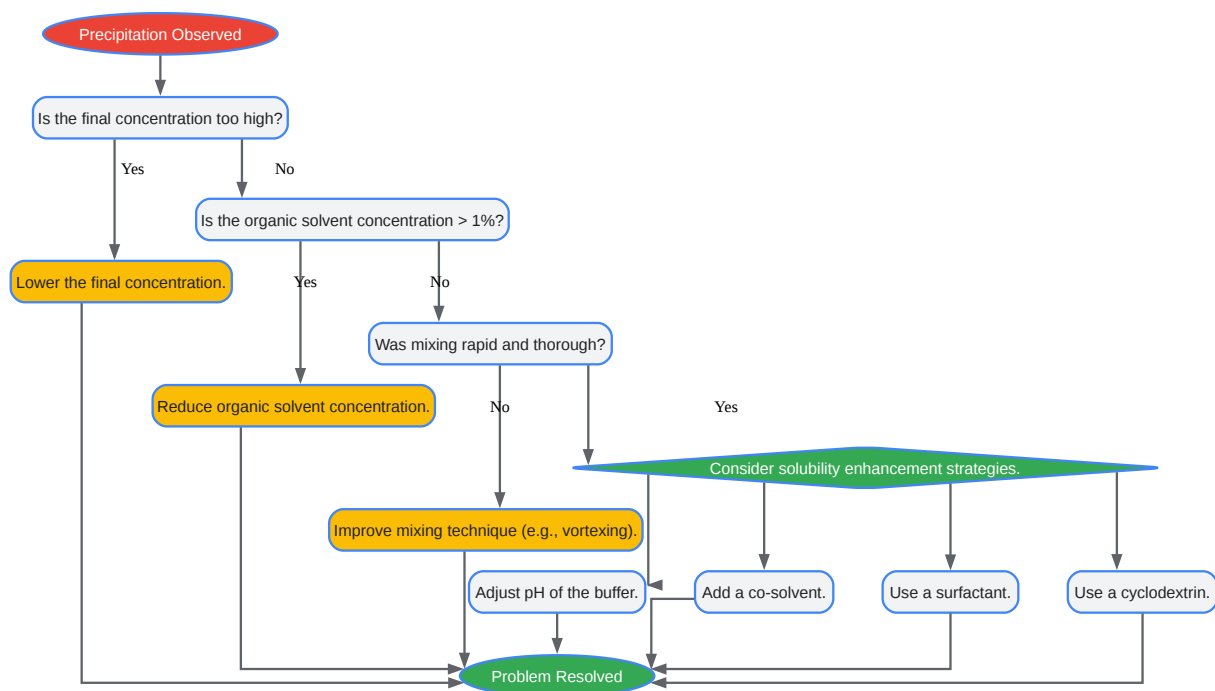 Precipitation Observed
Is the final concentration too high?
Yes
No
Is the organic solvent concentration > 1%?
Lower the final concentration.
Yes
No
Was mixing rapid and thorough?
Reduce organic solvent concentration.
No
Yes
Consider solubility enhancement strategies.
Improve mixing technique (e.g., vortexing).
Adjust pH of the buffer.
Add a co-solvent.
Use a surfactant.
Use a cyclodextrin.
Problem Resolved